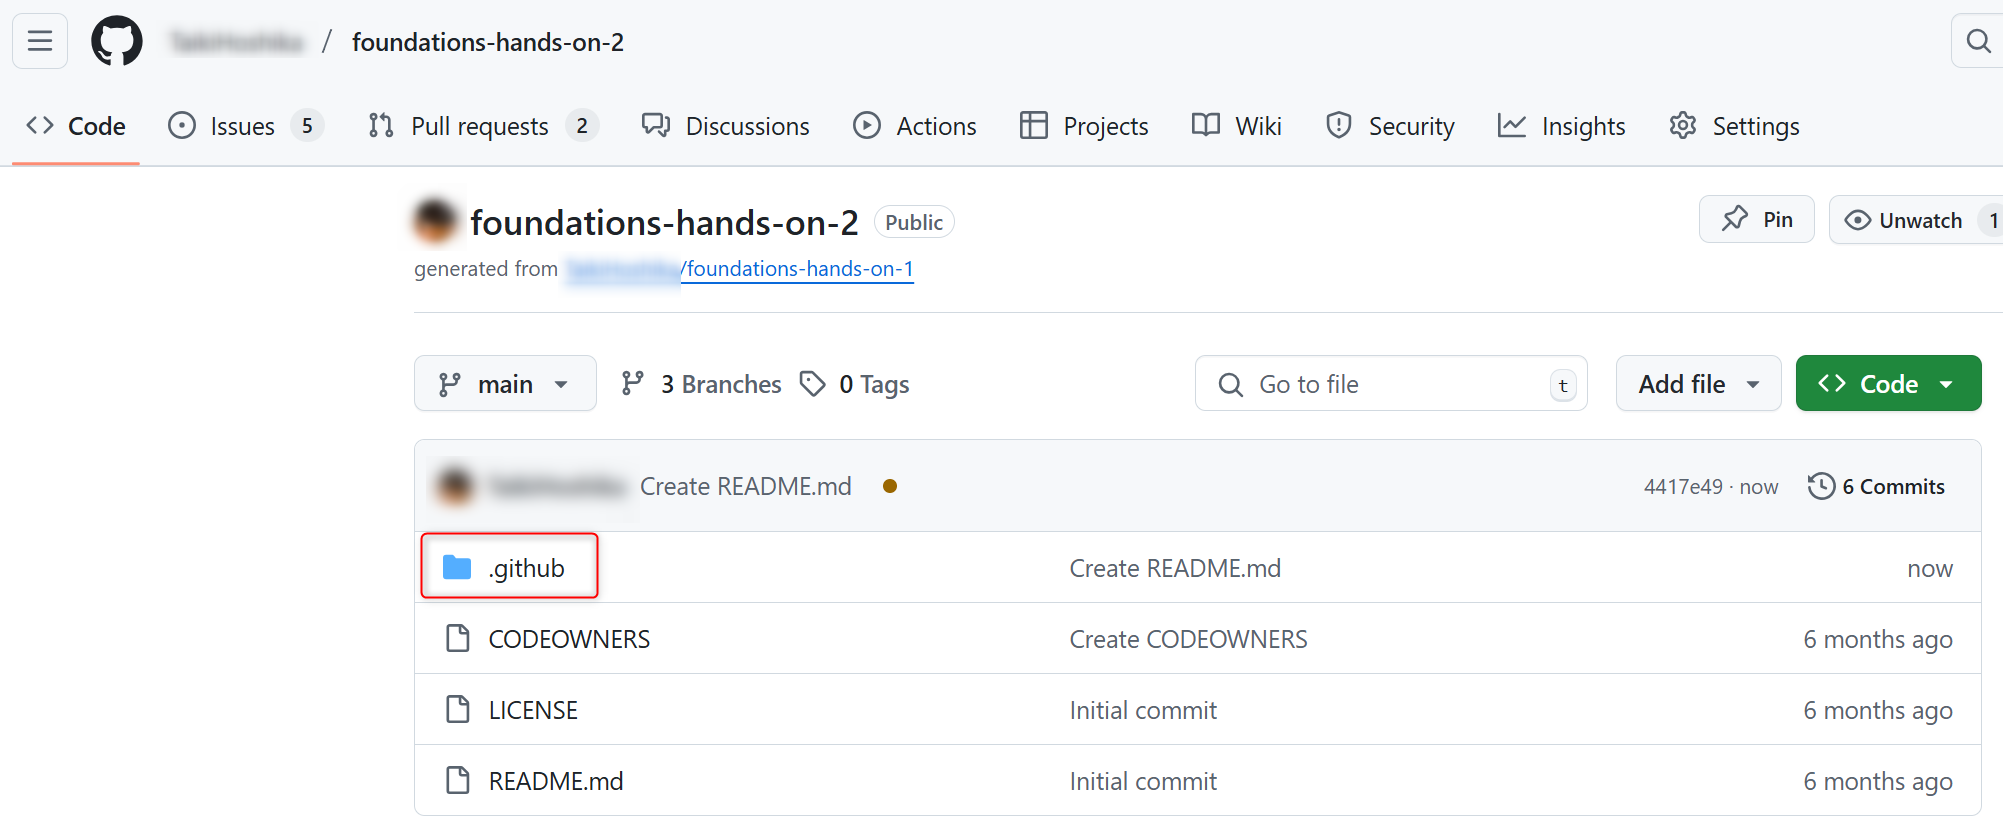 / foundations-hands-on-2
Code Issues 5 Pull requests 2 Discussions Actions Projects Wiki Security Insights Settings
foundations-hands-on-2 Public Pin Unwatch 1
generated from /foundations-hands-on-1
main 3 Branches 0 Tags Go to file t Add file Code
Create README.md 4417e49 · now 6 Commits
.github Create README.md now
CODEOWNERS Create CODEOWNERS 6 months ago
LICENSE Initial commit 6 months ago
README.md Initial commit 6 months ago